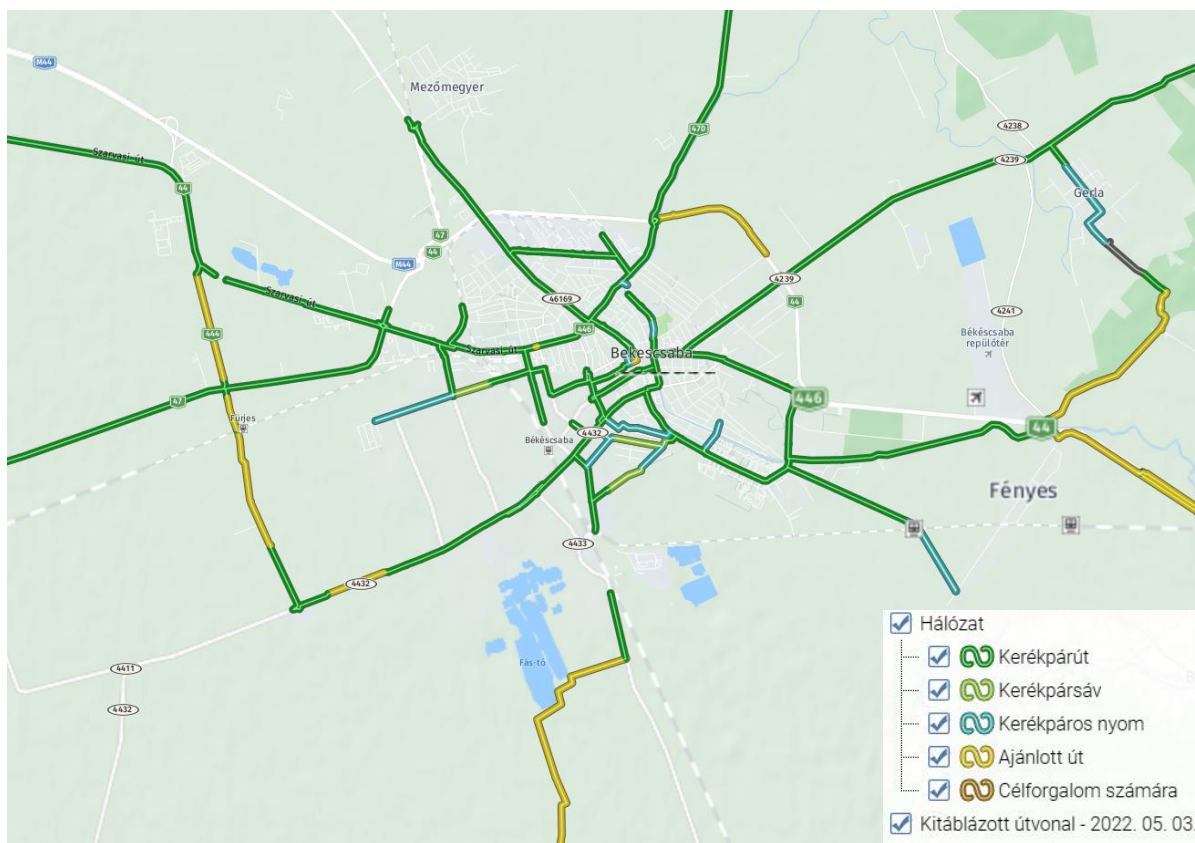 M44
Mezőmegyer
470
4238
4239
Szarvasi út
44
Gerla
47
44
M44
4239
44
Szarvasi út
46169
4241
446
444
Szarvasi út
Békéscsaba
Békéscsaba
repülőtér
446
47
Fürjes
4432
Békéscsaba
44
Fényes
4433
4432
Fás-tó
4411
4432
Hálózat
Kerékpárút
Kerékpársáv
Kerékpáros nyom
Ajánlott út
Célforgalom számára
Kitáblázott útvonal - 2022. 05. 03.